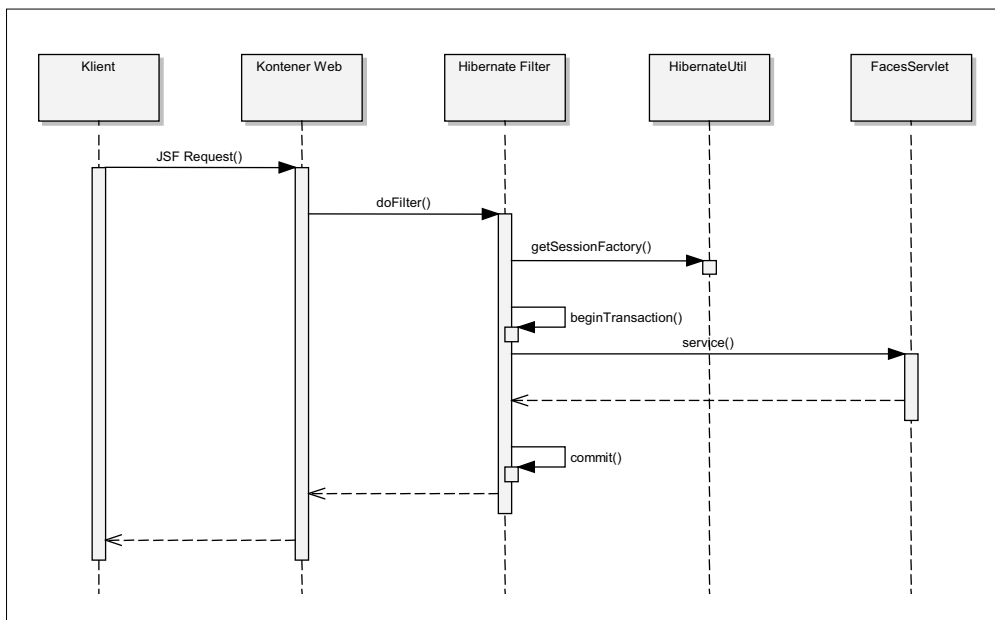 Klient
Kontener Web
Hibernate Filter
HibernateUtil
FacesServlet
JSF Request()
doFilter()
getSessionFactory()
beginTransaction()
service()
commit()